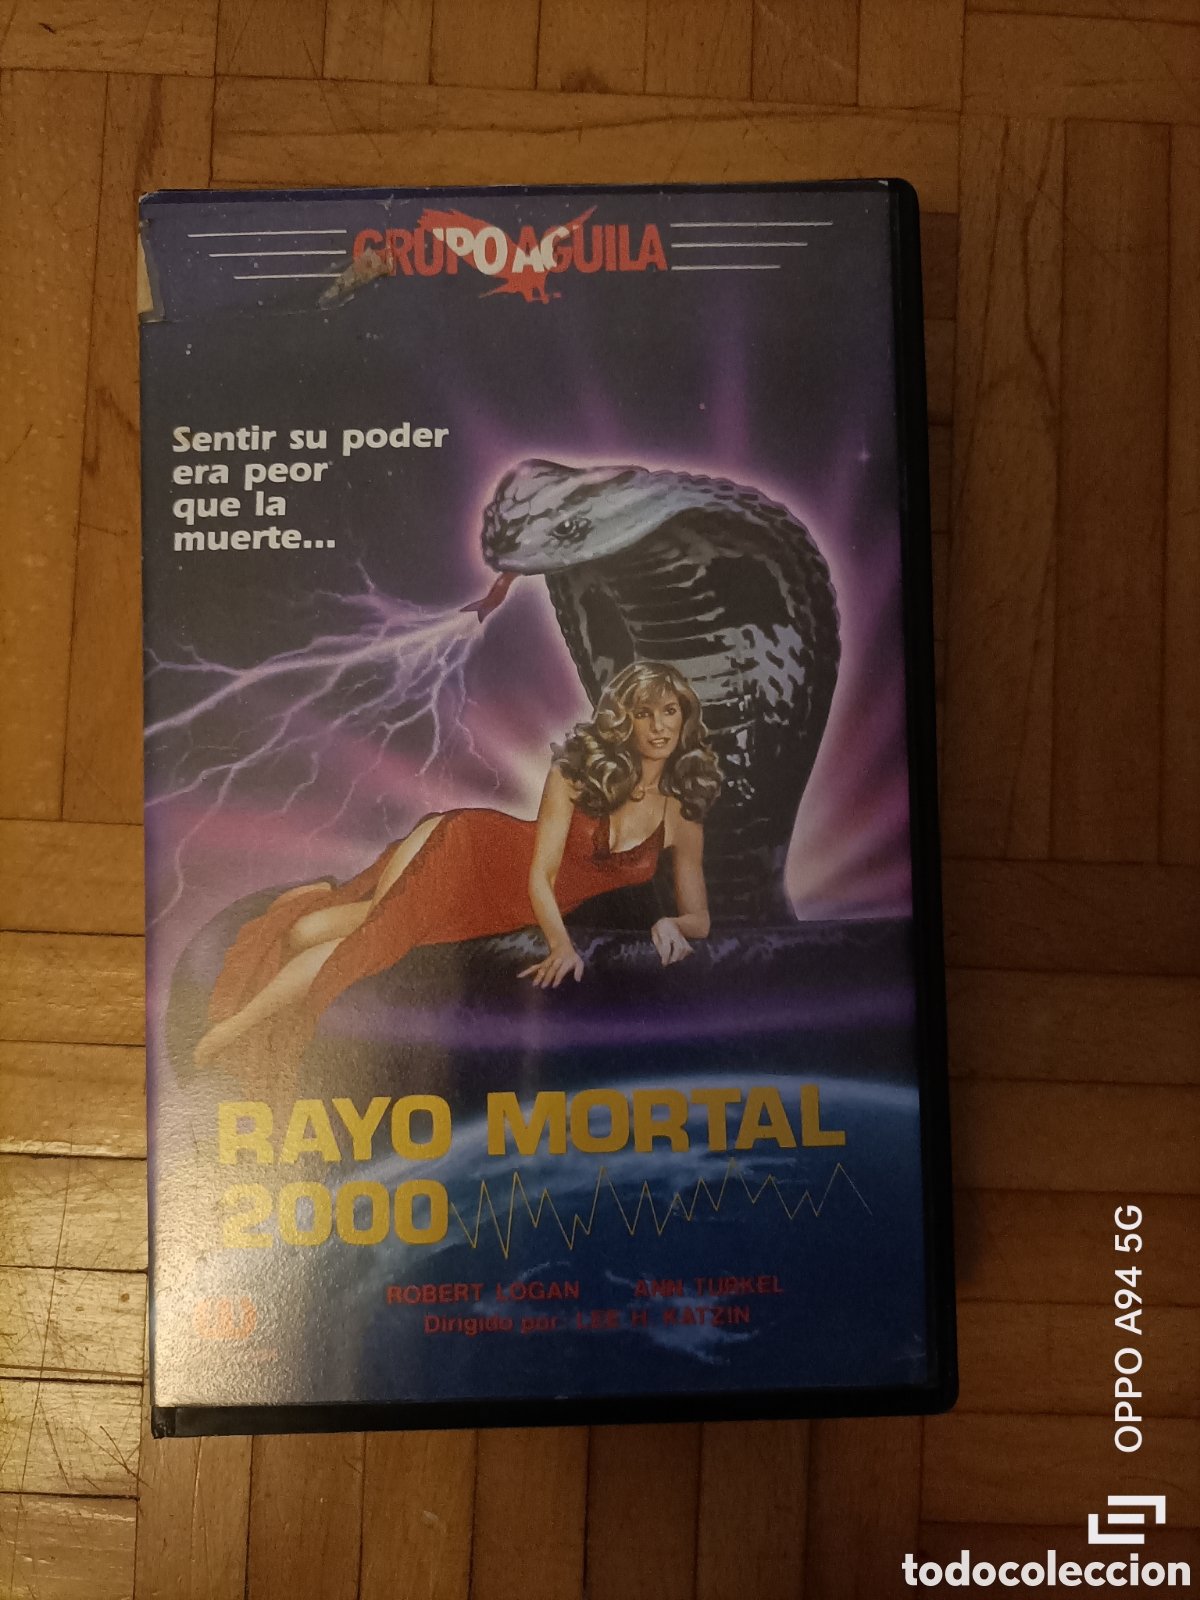 GRUPO AGUILA
Sentir su poder
era peor
que la
muerte...
RAYO MORTAL
2000
ROBERT LOGAN ANN TURKEL
Dirigido por: LEE H. KATZIN
OPPO A94 5G
todocoleccion